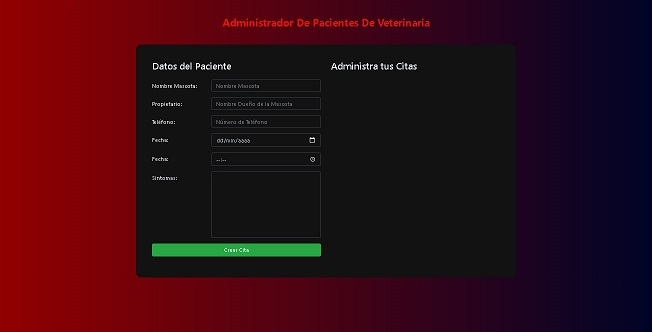 Administrador De Pacientes De Veterinaria
Datos del Paciente
Nombre Mascota:
Nombre Mascota
Propietario:
Nombre Dueño de la Mascota
Teléfono:
Número de Teléfono
Fecha:
dd/mm/aaaa
Fecha:
--:--
Sintomas:
Crear Cita
Administra tus Citas